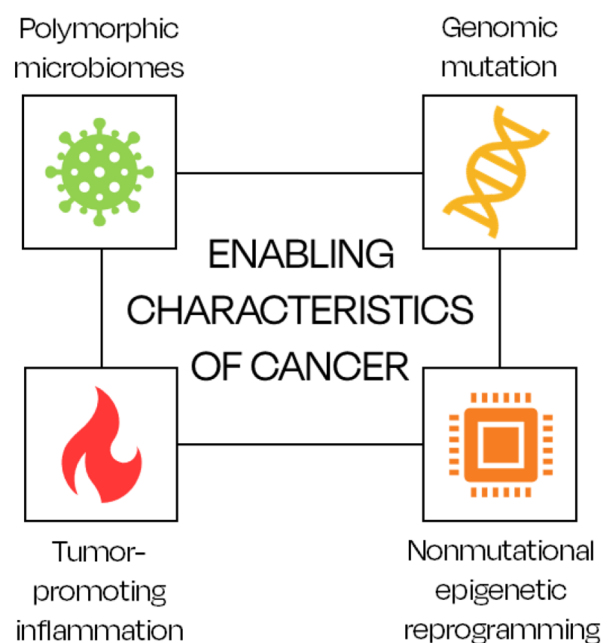 Polymorphic
microbiomes
Genomic
mutation
ENABLING
CHARACTERISTICS
OF CANCER
Tumor-
promoting
inflammation
Nonmutational
epigenetic
reprogramming